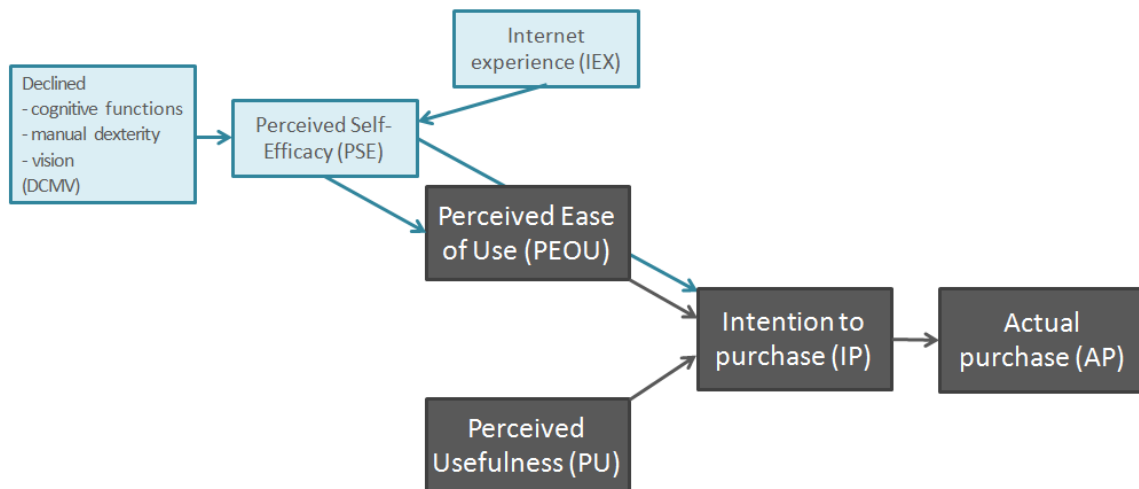 Internet
experience (IEX)
Declined
- cognitive functions
- manual dexterity
- vision
(DCMV)
Perceived Self-
Efficacy (PSE)
Perceived Ease
of Use (PEOU)
Intention to
purchase (IP)
Actual
purchase (AP)
Perceived
Usefulness (PU)